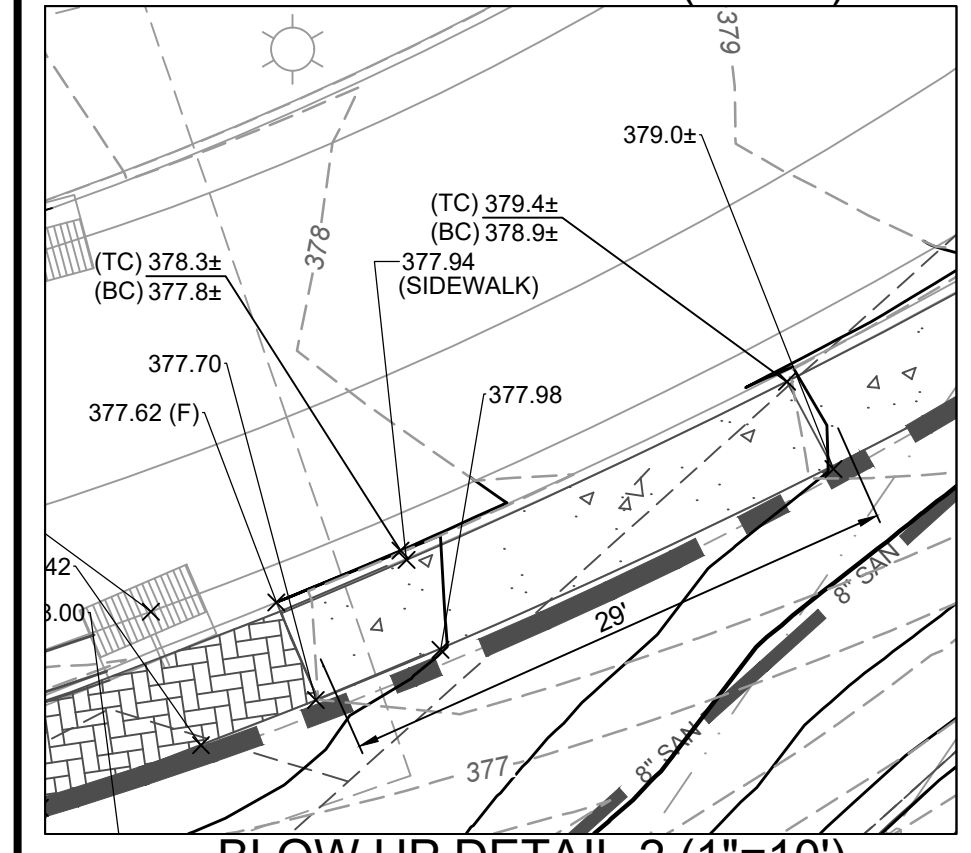 379
379.0±
(TC) 379.4±
(BC) 378.9±
378
(TC) 378.3±
(BC) 377.8±
377.94
(SIDEWALK)
377.70
377.98
377.62 (F)
42
3.00
29'
8" SAN
8" SAN
377
BLOW UP DETAIL 2 (1"=10')